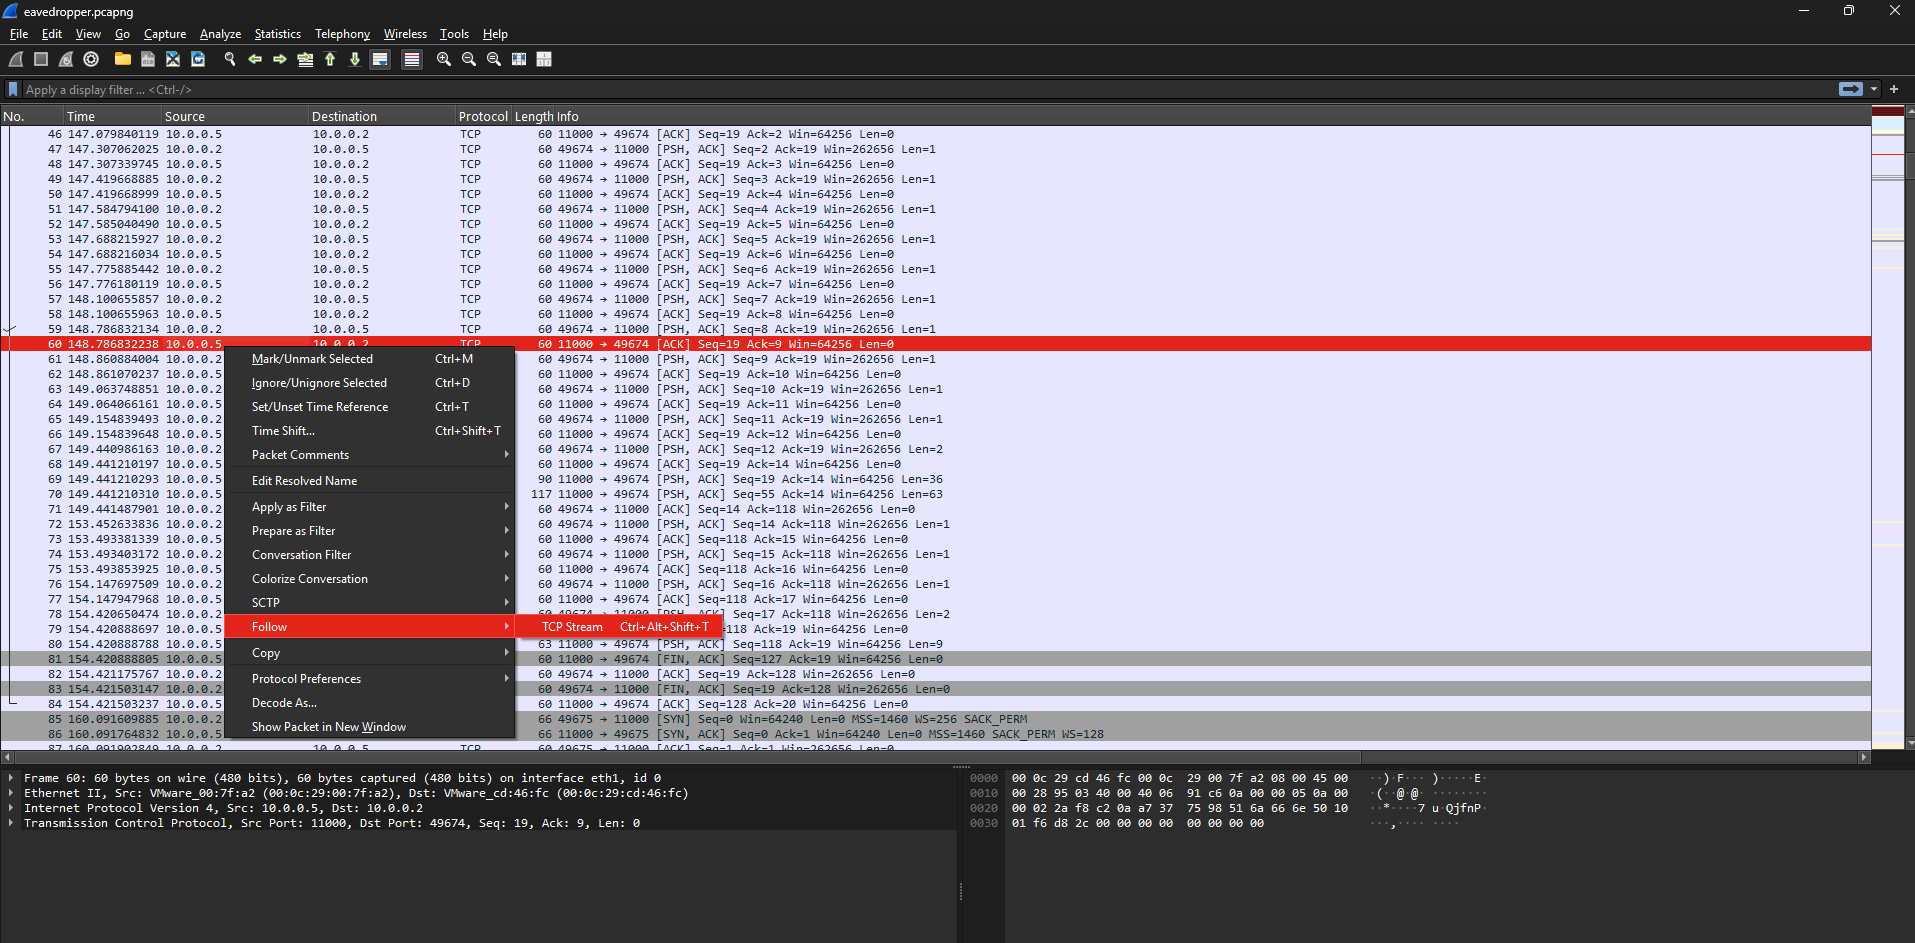 eavedropper.pcapng
File Edit View Go Capture Analyze Statistics Telephony Wireless Tools Help
Apply a display filter ... <Ctrl-/>
No. Time Source Destination Protocol Length Info
46 147.079840119 10.0.0.5 10.0.0.2 TCP 60 11000 → 49674 [ACK] Seq=19 Ack=2 Win=64256 Len=0
47 147.307062025 10.0.0.2 10.0.0.5 TCP 60 49674 → 11000 [PSH, ACK] Seq=2 Ack=19 Win=262656 Len=1
48 147.307339745 10.0.0.5 10.0.0.2 TCP 60 11000 → 49674 [ACK] Seq=19 Ack=3 Win=64256 Len=0
49 147.419668885 10.0.0.2 10.0.0.5 TCP 60 49674 → 11000 [PSH, ACK] Seq=3 Ack=19 Win=262656 Len=1
50 147.419668999 10.0.0.5 10.0.0.2 TCP 60 11000 → 49674 [ACK] Seq=19 Ack=4 Win=64256 Len=0
51 147.584794100 10.0.0.2 10.0.0.5 TCP 60 49674 → 11000 [PSH, ACK] Seq=4 Ack=19 Win=262656 Len=1
52 147.585040490 10.0.0.5 10.0.0.2 TCP 60 11000 → 49674 [ACK] Seq=19 Ack=5 Win=64256 Len=0
53 147.688215927 10.0.0.2 10.0.0.5 TCP 60 49674 → 11000 [PSH, ACK] Seq=5 Ack=19 Win=262656 Len=1
54 147.688216034 10.0.0.5 10.0.0.2 TCP 60 11000 → 49674 [ACK] Seq=19 Ack=6 Win=64256 Len=0
55 147.775885442 10.0.0.2 10.0.0.5 TCP 60 49674 → 11000 [PSH, ACK] Seq=6 Ack=19 Win=262656 Len=1
56 147.776180119 10.0.0.5 10.0.0.2 TCP 60 11000 → 49674 [ACK] Seq=19 Ack=7 Win=64256 Len=0
57 148.100655857 10.0.0.2 10.0.0.5 TCP 60 49674 → 11000 [PSH, ACK] Seq=7 Ack=19 Win=262656 Len=1
58 148.100655963 10.0.0.5 10.0.0.2 TCP 60 11000 → 49674 [ACK] Seq=19 Ack=8 Win=64256 Len=0
59 148.786832134 10.0.0.2 10.0.0.5 TCP 60 49674 → 11000 [PSH, ACK] Seq=8 Ack=19 Win=262656 Len=1
60 148.786832238 10.0.0.5 10.0.0.2 TCP 60 11000 → 49674 [ACK] Seq=19 Ack=9 Win=64256 Len=0
61 148.860884004 10.0.0.2 60 49674 → 11000 [PSH, ACK] Seq=9 Ack=19 Win=262656 Len=1
62 148.861070237 10.0.0.5 60 11000 → 49674 [ACK] Seq=19 Ack=10 Win=64256 Len=0
63 149.063748851 10.0.0.2 60 49674 → 11000 [PSH, ACK] Seq=10 Ack=19 Win=262656 Len=1
64 149.064066161 10.0.0.5 60 11000 → 49674 [ACK] Seq=19 Ack=11 Win=64256 Len=0
65 149.154839493 10.0.0.2 60 49674 → 11000 [PSH, ACK] Seq=11 Ack=19 Win=262656 Len=1
66 149.154839648 10.0.0.5 60 11000 → 49674 [ACK] Seq=19 Ack=12 Win=64256 Len=0
67 149.440986163 10.0.0.2 60 49674 → 11000 [PSH, ACK] Seq=12 Ack=19 Win=262656 Len=2
68 149.441210197 10.0.0.5 60 11000 → 49674 [ACK] Seq=19 Ack=14 Win=64256 Len=0
69 149.441210293 10.0.0.5 90 11000 → 49674 [PSH, ACK] Seq=19 Ack=14 Win=64256 Len=36
70 149.441210310 10.0.0.5 117 11000 → 49674 [PSH, ACK] Seq=55 Ack=14 Win=64256 Len=63
71 149.441487901 10.0.0.2 60 49674 → 11000 [ACK] Seq=14 Ack=118 Win=262656 Len=0
72 153.452633836 10.0.0.2 60 49674 → 11000 [PSH, ACK] Seq=14 Ack=118 Win=262656 Len=1
73 153.493381339 10.0.0.5 60 11000 → 49674 [ACK] Seq=118 Ack=15 Win=64256 Len=0
74 153.493403172 10.0.0.2 60 49674 → 11000 [PSH, ACK] Seq=15 Ack=118 Win=262656 Len=1
75 153.493853925 10.0.0.5 60 11000 → 49674 [ACK] Seq=118 Ack=16 Win=64256 Len=0
76 154.147697509 10.0.0.2 60 49674 → 11000 [PSH, ACK] Seq=16 Ack=118 Win=262656 Len=1
77 154.147947968 10.0.0.5 60 11000 → 49674 [ACK] Seq=118 Ack=17 Win=64256 Len=0
78 154.420650474 10.0.0.2 60 49674 → 11000 [PSH, ACK] Seq=17 Ack=118 Win=262656 Len=2
79 154.420888697 10.0.0.5 =118 Ack=19 Win=64256 Len=0
80 154.420888788 10.0.0.5 63 11000 → 49674 [PSH, ACK] Seq=118 Ack=19 Win=64256 Len=9
81 154.420888805 10.0.0.5 60 11000 → 49674 [FIN, ACK] Seq=127 Ack=19 Win=64256 Len=0
82 154.421175767 10.0.0.2 60 49674 → 11000 [ACK] Seq=19 Ack=128 Win=262656 Len=0
83 154.421503147 10.0.0.2 60 49674 → 11000 [FIN, ACK] Seq=19 Ack=128 Win=262656 Len=0
84 154.421503237 10.0.0.5 60 11000 → 49674 [ACK] Seq=128 Ack=20 Win=64256 Len=0
85 160.091609885 10.0.0.2 66 49675 → 11000 [SYN] Seq=0 Win=64240 Len=0 MSS=1460 WS=256 SACK_PERM
86 160.091764832 10.0.0.5 66 11000 → 49675 [SYN, ACK] Seq=0 Ack=1 Win=64240 Len=0 MSS=1460 SACK_PERM WS=128
87 160.091902849 10.0.0.2 10.0.0.5 TCP 60 49675 → 11000 [ACK] Seq=1 Ack=1 Win=262656 Len=0
Mark/Unmark Selected Ctrl+M
Ignore/Unignore Selected Ctrl+D
Set/Unset Time Reference Ctrl+T
Time Shift... Ctrl+Shift+T
Packet Comments
Edit Resolved Name
Apply as Filter
Prepare as Filter
Conversation Filter
Colorize Conversation
SCTP
Follow
TCP Stream Ctrl+Alt+Shift+T
Copy
Protocol Preferences
Decode As...
Show Packet in New Window
Frame 60: 60 bytes on wire (480 bits), 60 bytes captured (480 bits) on interface eth1, id 0
Ethernet II, Src: VMware_00:7f:a2 (00:0c:29:00:7f:a2), Dst: VMware_cd:46:fc (00:0c:29:cd:46:fc)
Internet Protocol Version 4, Src: 10.0.0.5, Dst: 10.0.0.2
Transmission Control Protocol, Src Port: 11000, Dst Port: 49674, Seq: 19, Ack: 9, Len: 0
0000 00 0c 29 cd 46 fc 00 0c 29 00 7f a2 08 00 45 00 ··)·F··· )·····E·
0010 00 28 95 03 40 00 40 06 91 c6 0a 00 00 05 0a 00 ·(··@·@· ········
0020 00 02 2a f8 c2 0a a7 37 75 98 51 6a 66 6e 50 10 ··*····7 u·QjfnP·
0030 01 f6 d8 2c 00 00 00 00 00 00 00 00 ···,···· ····